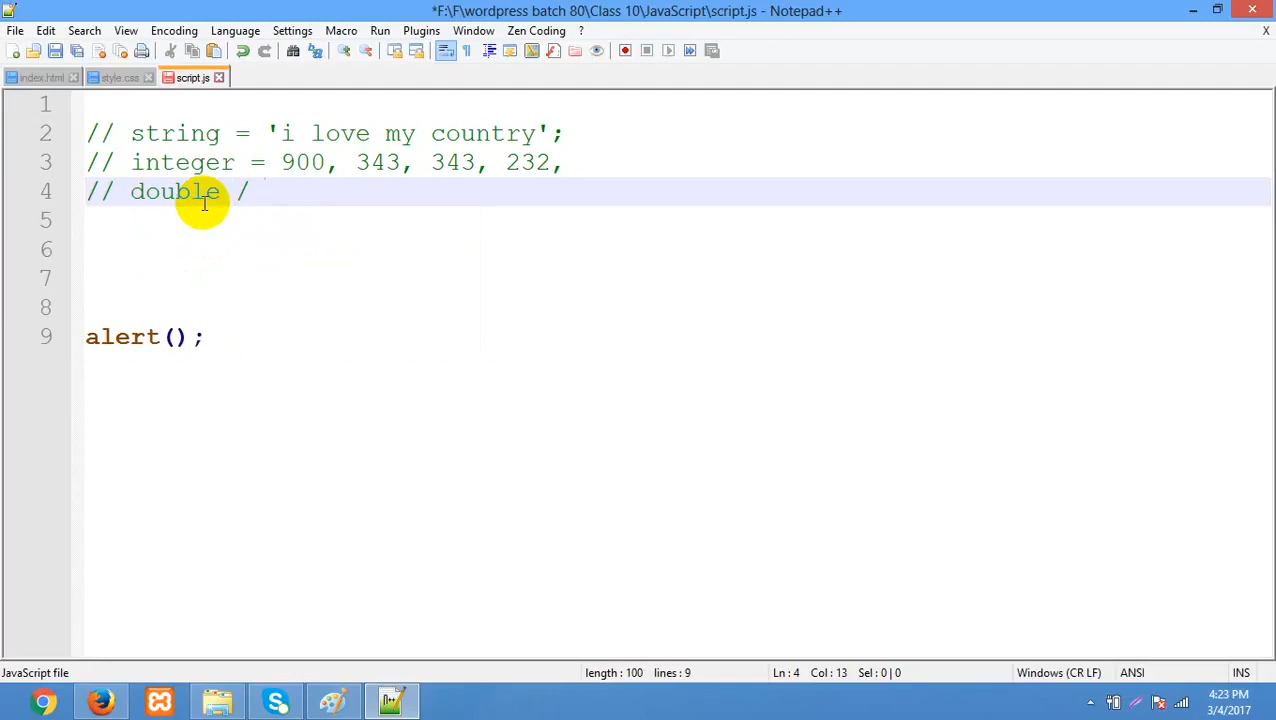 *F:\F\wordpress batch 80\Class 10\JavaScript\script.js - Notepad++
File Edit Search View Encoding Language Settings Macro Run Plugins Window Zen Coding ? X
index.html style.css script.js
1
2 // string = 'i love my country';
3 // integer = 900, 343, 343, 232,
4 // double /
5
6
7
8
9 alert();
JavaScript file length : 100 lines : 9 Ln : 4 Col : 13 Sel : 0 | 0 Windows (CR LF) ANSI INS
4:23 PM
3/4/2017